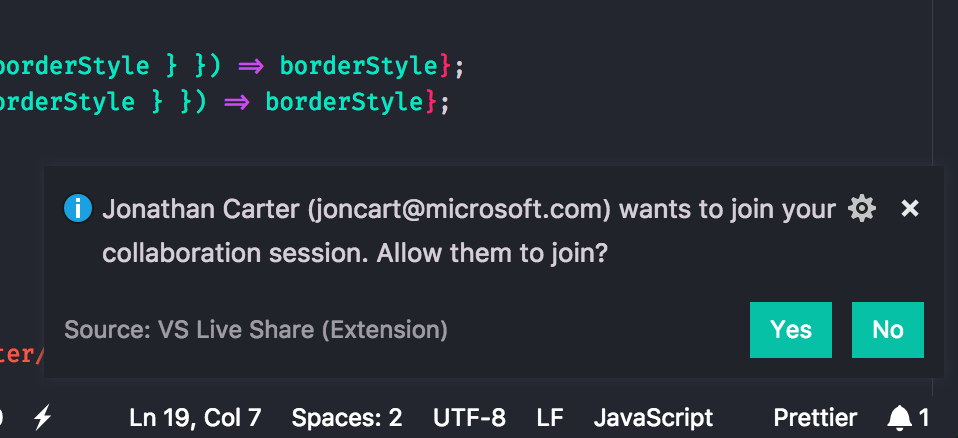 borderStyle } }) => borderStyle};
orderStyle } }) => borderStyle};
Jonathan Carter (joncart@microsoft.com) wants to join your
collaboration session. Allow them to join?
Source: VS Live Share (Extension)
Yes No
ter/
Ln 19, Col 7 Spaces: 2 UTF-8 LF JavaScript Prettier 1